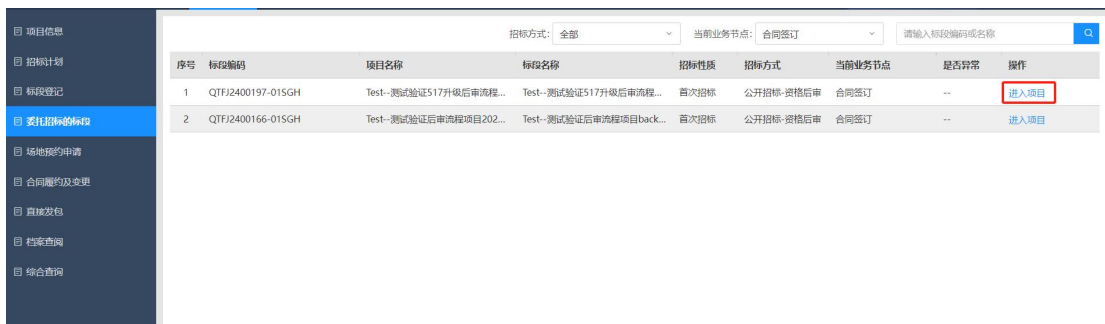 项目信息
招标计划
标段登记
委托招标的标段
场地预约申请
合同履约及变更
直接发包
档案查阅
综合查询
招标方式: 全部 当前业务节点: 合同签订 请输入标段编码或名称
序号 标段编码 项目名称 标段名称 招标性质 招标方式 当前业务节点 是否异常 操作
1 QTFJ2400197-01SGH Test--测试验证517升级后审流程... Test--测试验证517升级后审流程... 首次招标 公开招标-资格后审 合同签订 -- 进入项目
2 QTFJ2400166-01SGH Test--测试验证后审流程项目202... Test--测试验证后审流程项目back... 首次招标 公开招标-资格后审 合同签订 -- 进入项目